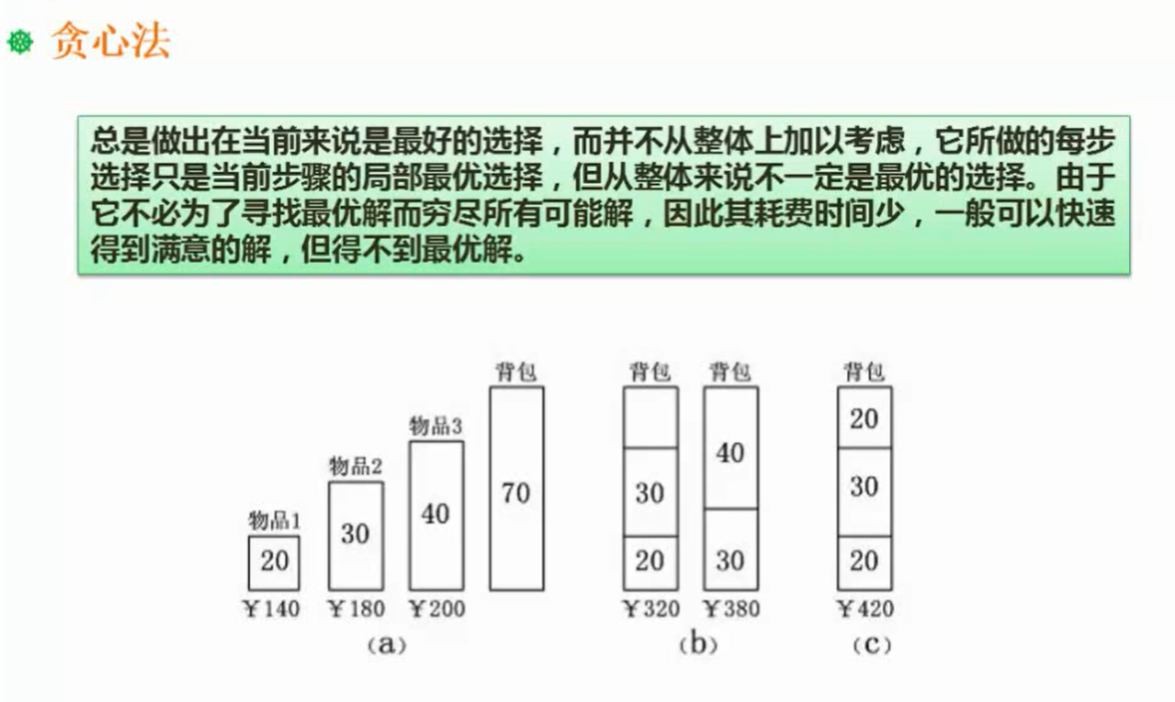 贪心法
总是做出在当前来说是最好的选择，而并不从整体上加以考虑，它所做的每步
选择只是当前步骤的局部最优选择，但从整体来说不一定是最优的选择。由于
它不必为了寻找最优解而穷尽所有可能解，因此其耗费时间少，一般可以快速
得到满意的解，但得不到最优解。
物品1
20
¥140
物品2
30
¥180
物品3
40
¥200
背包
70
(a)
背包
30
20
¥320
背包
40
30
¥380
(b)
背包
20
30
20
¥420
(c)